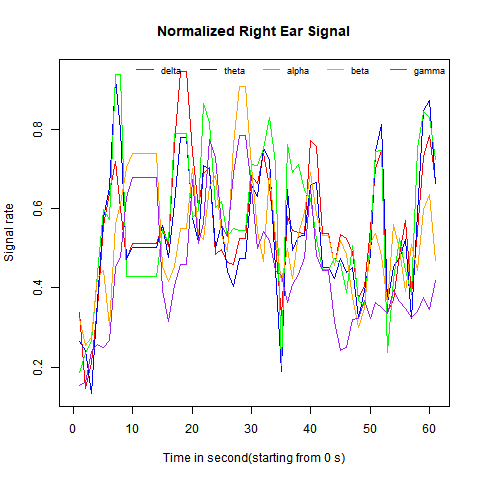 Normalized Right Ear Signal
delta theta alpha beta gamma
Signal rate
0.8
0.6
0.4
0.2
0 10 20 30 40 50 60
Time in second(starting from 0 s)